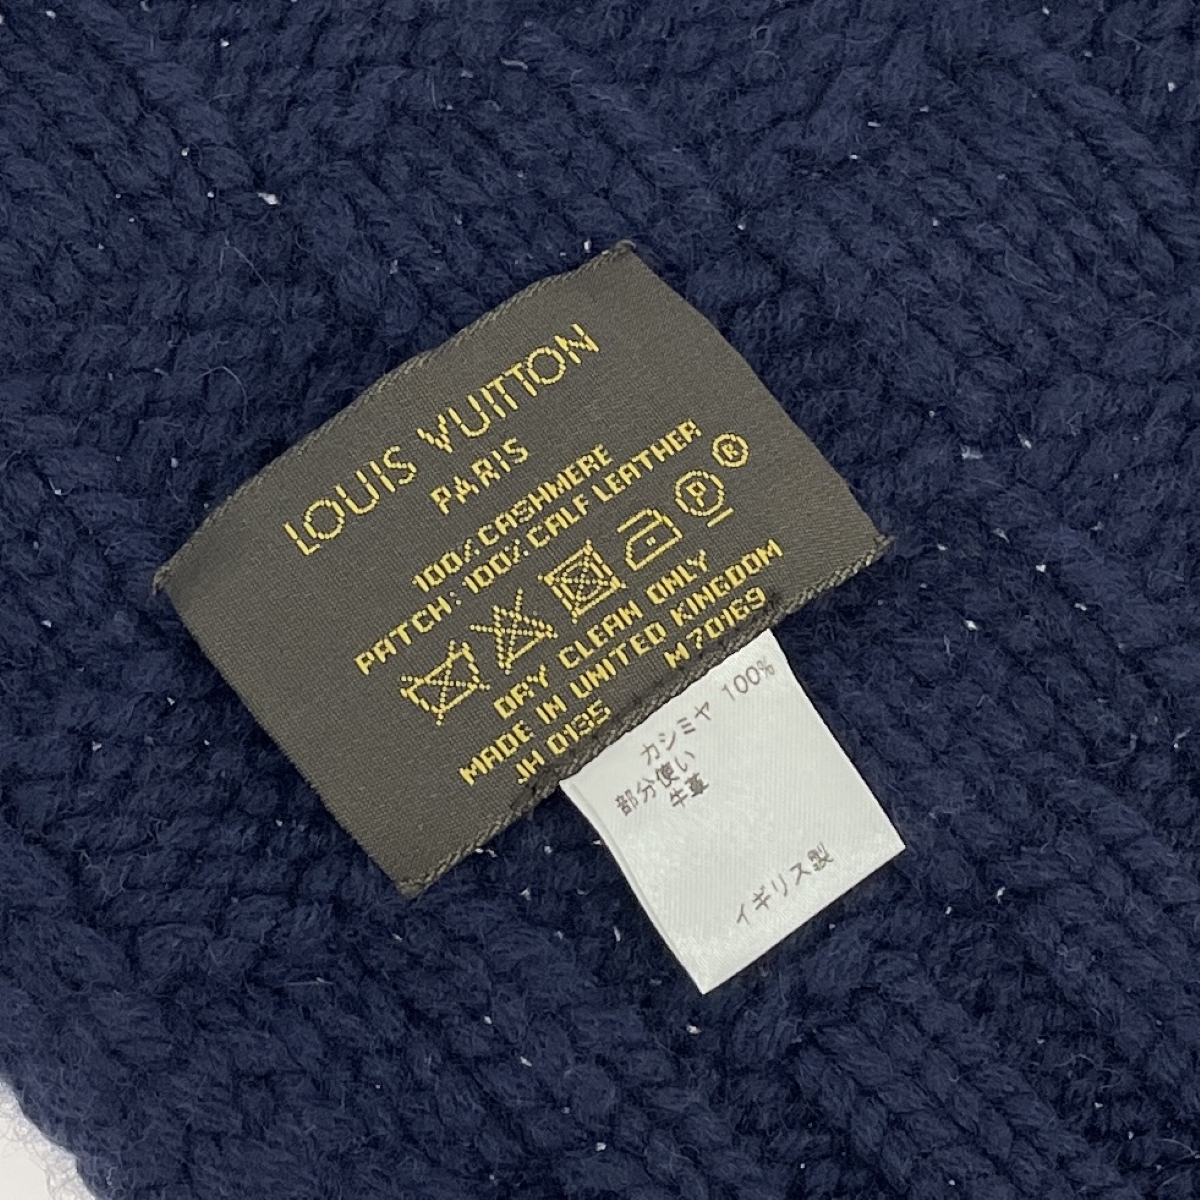 LOUIS VUITTON
PARIS
100% CASHMERE
PATCH: 100% CALF LEATHER
P ®
DRY CLEAN ONLY
MADE IN UNITED KINGDOM
JH 0135 M 70169
カシミヤ 100%
部分使い
牛革
イギリス製